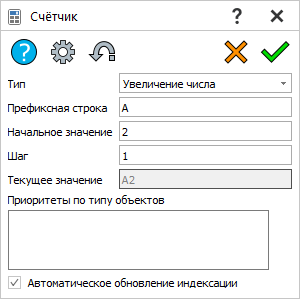 Счётчик
Тип Увеличение числа
Префиксная строка A
Начальное значение 2
Шаг 1
Текущее значение A2
Приоритеты по типу объектов
Автоматическое обновление индексации